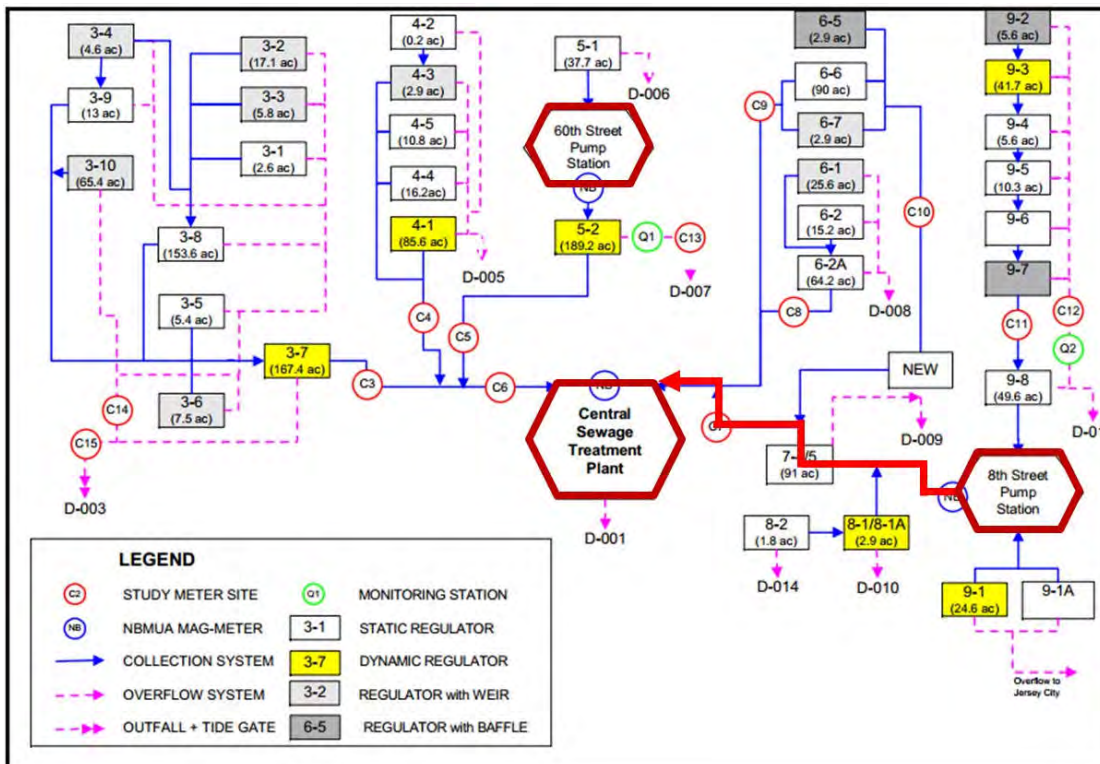 3-4
(4.6 ac)
3-9
(13 ac)
3-10
(65.4 ac)
3-2
(17.1 ac)
3-3
(5.8 ac)
3-1
(2.6 ac)
3-8
(153.6 ac)
3-5
(5.4 ac)
3-6
(7.5 ac)
3-7
(167.4 ac)
C14
C15
D-003
C3
4-2
(0.2 ac)
4-3
(2.9 ac)
4-5
(10.8 ac)
4-4
(16.2ac)
4-1
(85.6 ac)
D-005
C4
C5
C6
5-1
(37.7 ac)
D-006
60th Street
Pump
Station
NB
5-2
(189.2 ac)
Q1
C13
D-007
NB
Central
Sewage
Treatment
Plant
D-001
6-5
(2.9 ac)
6-6
(90 ac)
6-7
(2.9 ac)
C9
6-1
(25.6 ac)
6-2
(15.2 ac)
6-2A
(64.2 ac)
C8
D-008
C10
NEW
D-009
(91 ac)
8-2
(1.8 ac)
8-1/8-1A
(2.9 ac)
D-014
D-010
9-2
(5.6 ac)
9-3
(41.7 ac)
9-4
(5.6 ac)
9-5
(10.3 ac)
9-6
9-7
C11
C12
Q2
9-8
(49.6 ac)
8th Street
Pump
Station
NB
9-1
(24.6 ac)
9-1A
Overflow to
Jersey City
LEGEND
C2 STUDY METER SITE
NB NBMUA MAG-METER
COLLECTION SYSTEM
OVERFLOW SYSTEM
OUTFALL + TIDE GATE
Q1 MONITORING STATION
3-1 STATIC REGULATOR
3-7 DYNAMIC REGULATOR
3-2 REGULATOR with WEIR
6-5 REGULATOR with BAFFLE